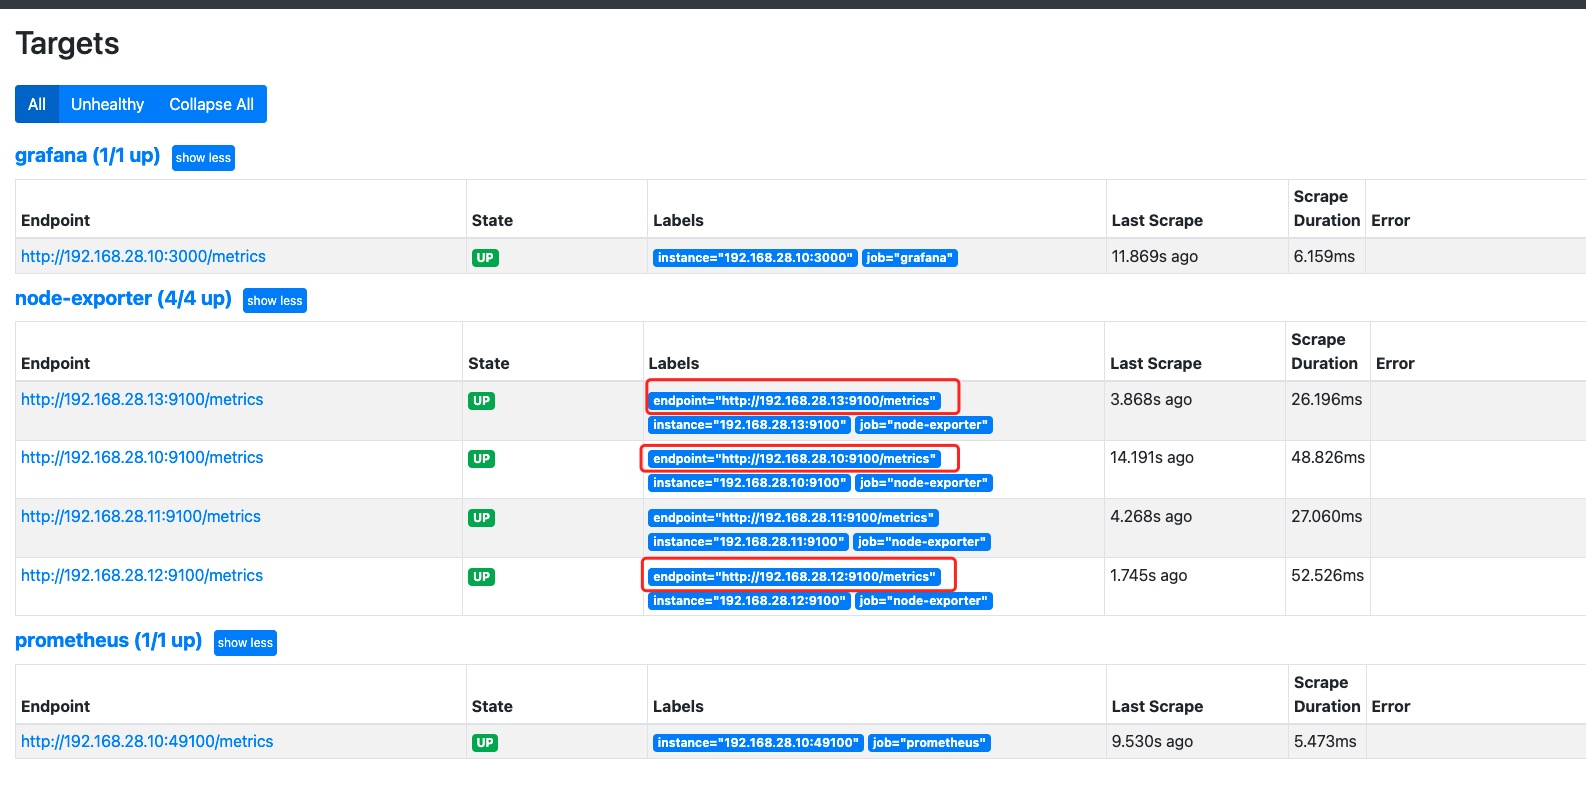 Targets
All Unhealthy Collapse All
grafana (1/1 up) show less
Endpoint State Labels Last Scrape Scrape Duration Error
http://192.168.28.10:3000/metrics UP instance="192.168.28.10:3000" job="grafana" 11.869s ago 6.159ms
node-exporter (4/4 up) show less
Endpoint State Labels Last Scrape Scrape Duration Error
http://192.168.28.13:9100/metrics UP endpoint="http://192.168.28.13:9100/metrics" 3.868s ago 26.196ms
instance="192.168.28.13:9100" job="node-exporter"
http://192.168.28.10:9100/metrics UP endpoint="http://192.168.28.10:9100/metrics" 14.191s ago 48.826ms
instance="192.168.28.10:9100" job="node-exporter"
http://192.168.28.11:9100/metrics UP endpoint="http://192.168.28.11:9100/metrics" 4.268s ago 27.060ms
instance="192.168.28.11:9100" job="node-exporter"
http://192.168.28.12:9100/metrics UP endpoint="http://192.168.28.12:9100/metrics" 1.745s ago 52.526ms
instance="192.168.28.12:9100" job="node-exporter"
prometheus (1/1 up) show less
Endpoint State Labels Last Scrape Scrape Duration Error
http://192.168.28.10:49100/metrics UP instance="192.168.28.10:49100" job="prometheus" 9.530s ago 5.473ms